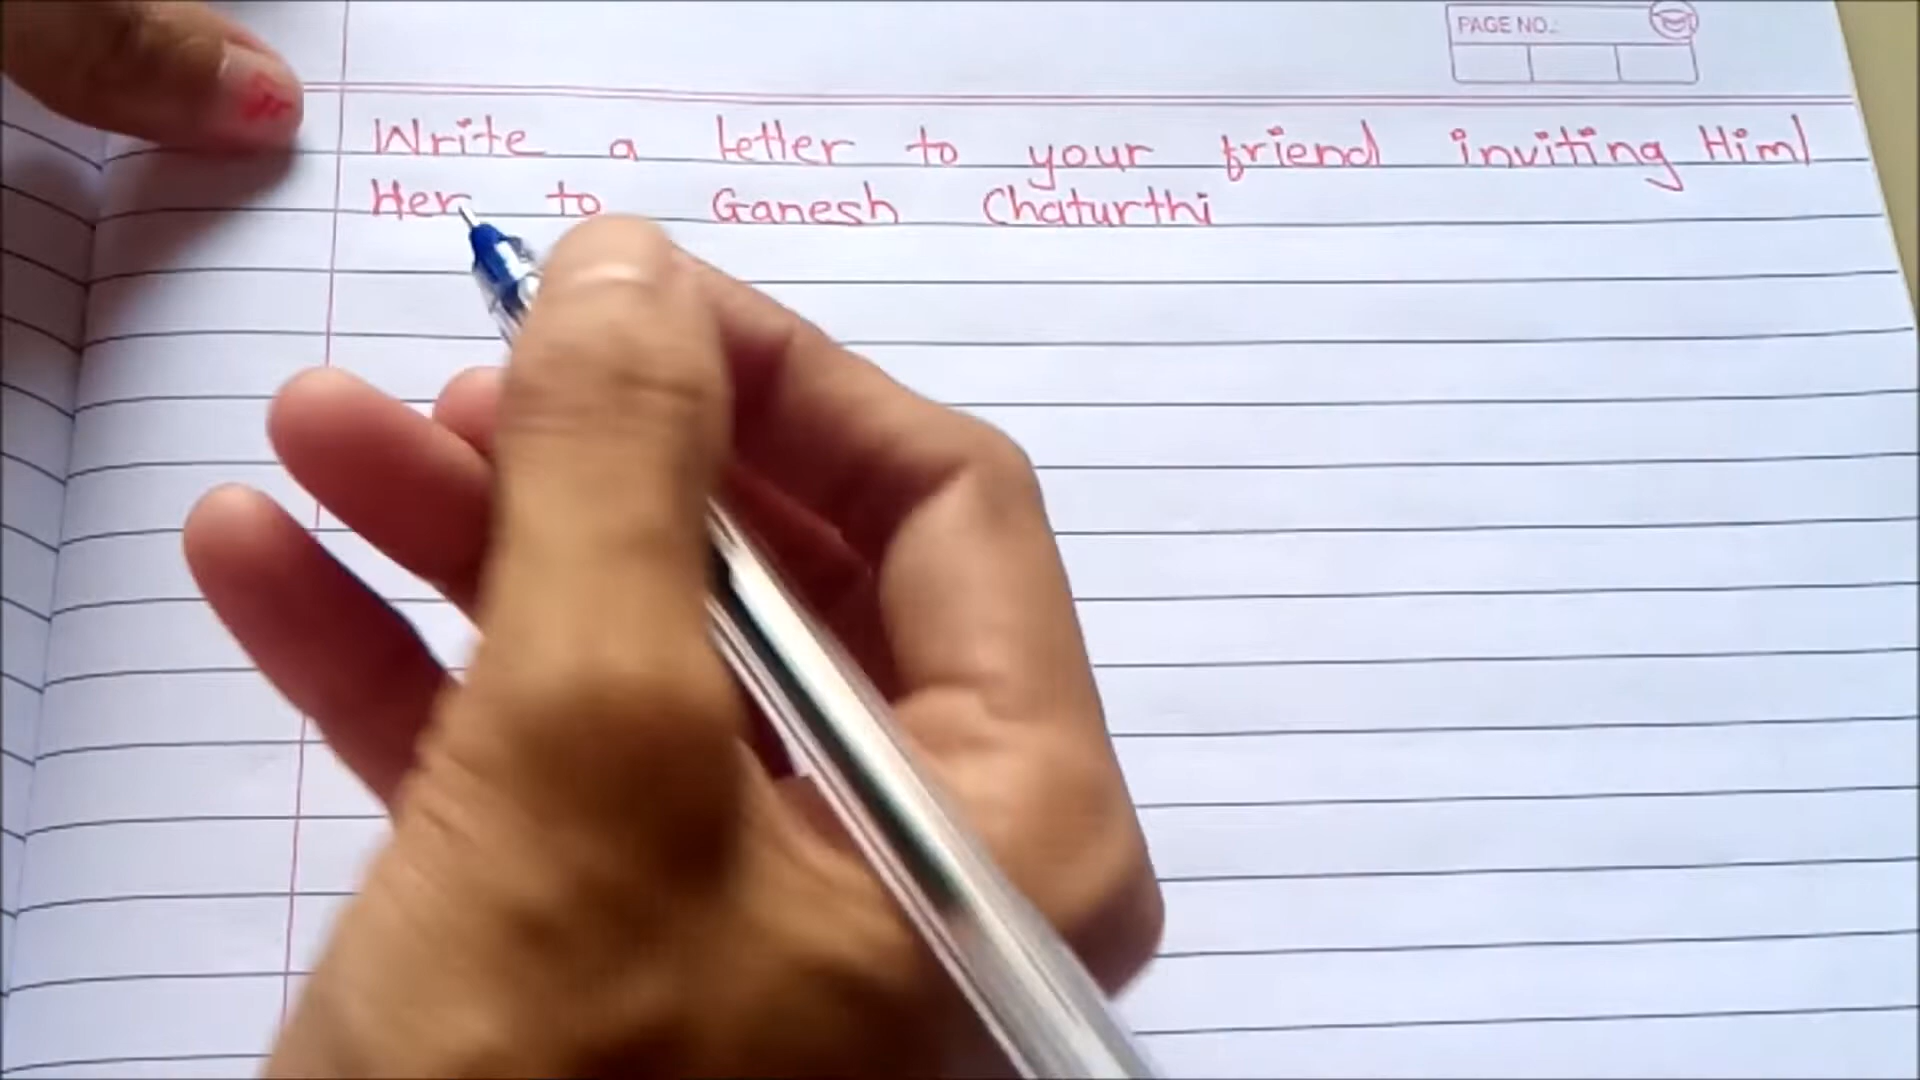 PAGE NO.:
Write a letter to your friend inviting Him/
Her to Ganesh Chaturthi